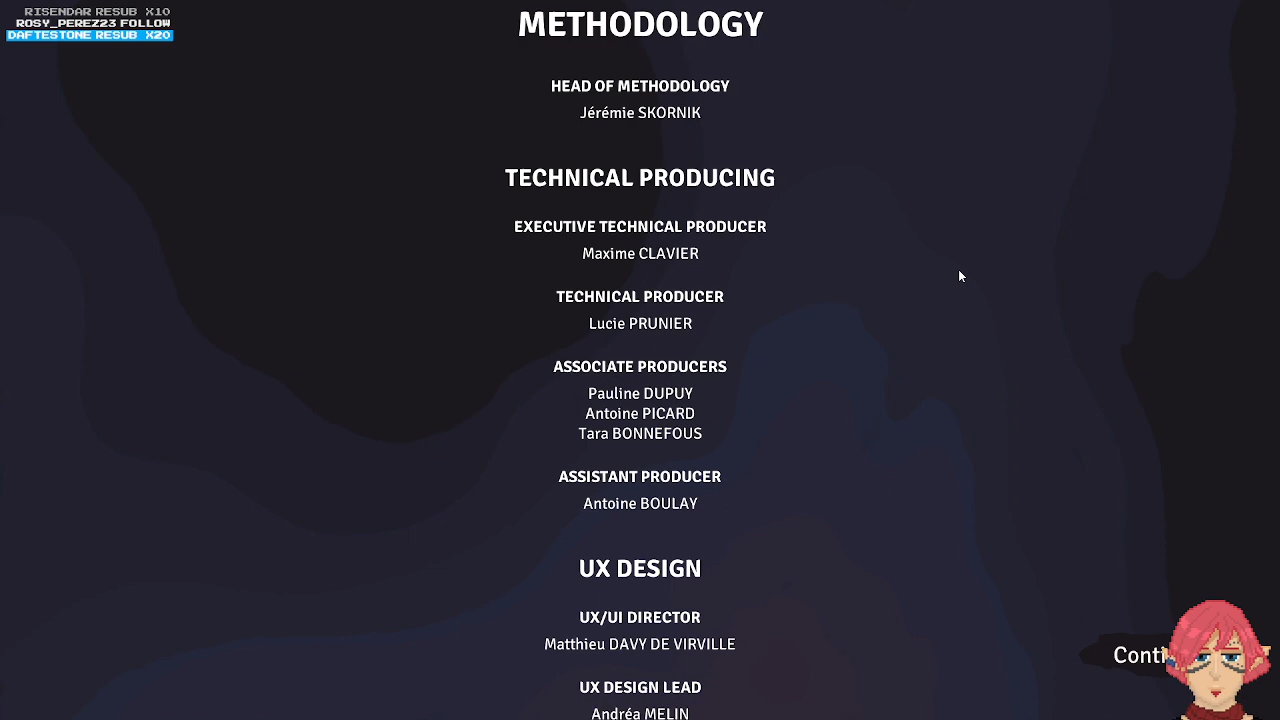 RISENDAR RESUB X10
ROSY_PEREZ23 FOLLOW
DAFTESTONE RESUB X20
METHODOLOGY
HEAD OF METHODOLOGY
Jérémie SKORNIK
TECHNICAL PRODUCING
EXECUTIVE TECHNICAL PRODUCER
Maxime CLAVIER
TECHNICAL PRODUCER
Lucie PRUNIER
ASSOCIATE PRODUCERS
Pauline DUPUY
Antoine PICARD
Tara BONNEFOUS
ASSISTANT PRODUCER
Antoine BOULAY
UX DESIGN
UX/UI DIRECTOR
Matthieu DAVY DE VIRVILLE
UX DESIGN LEAD
Andréa MELIN
Conti